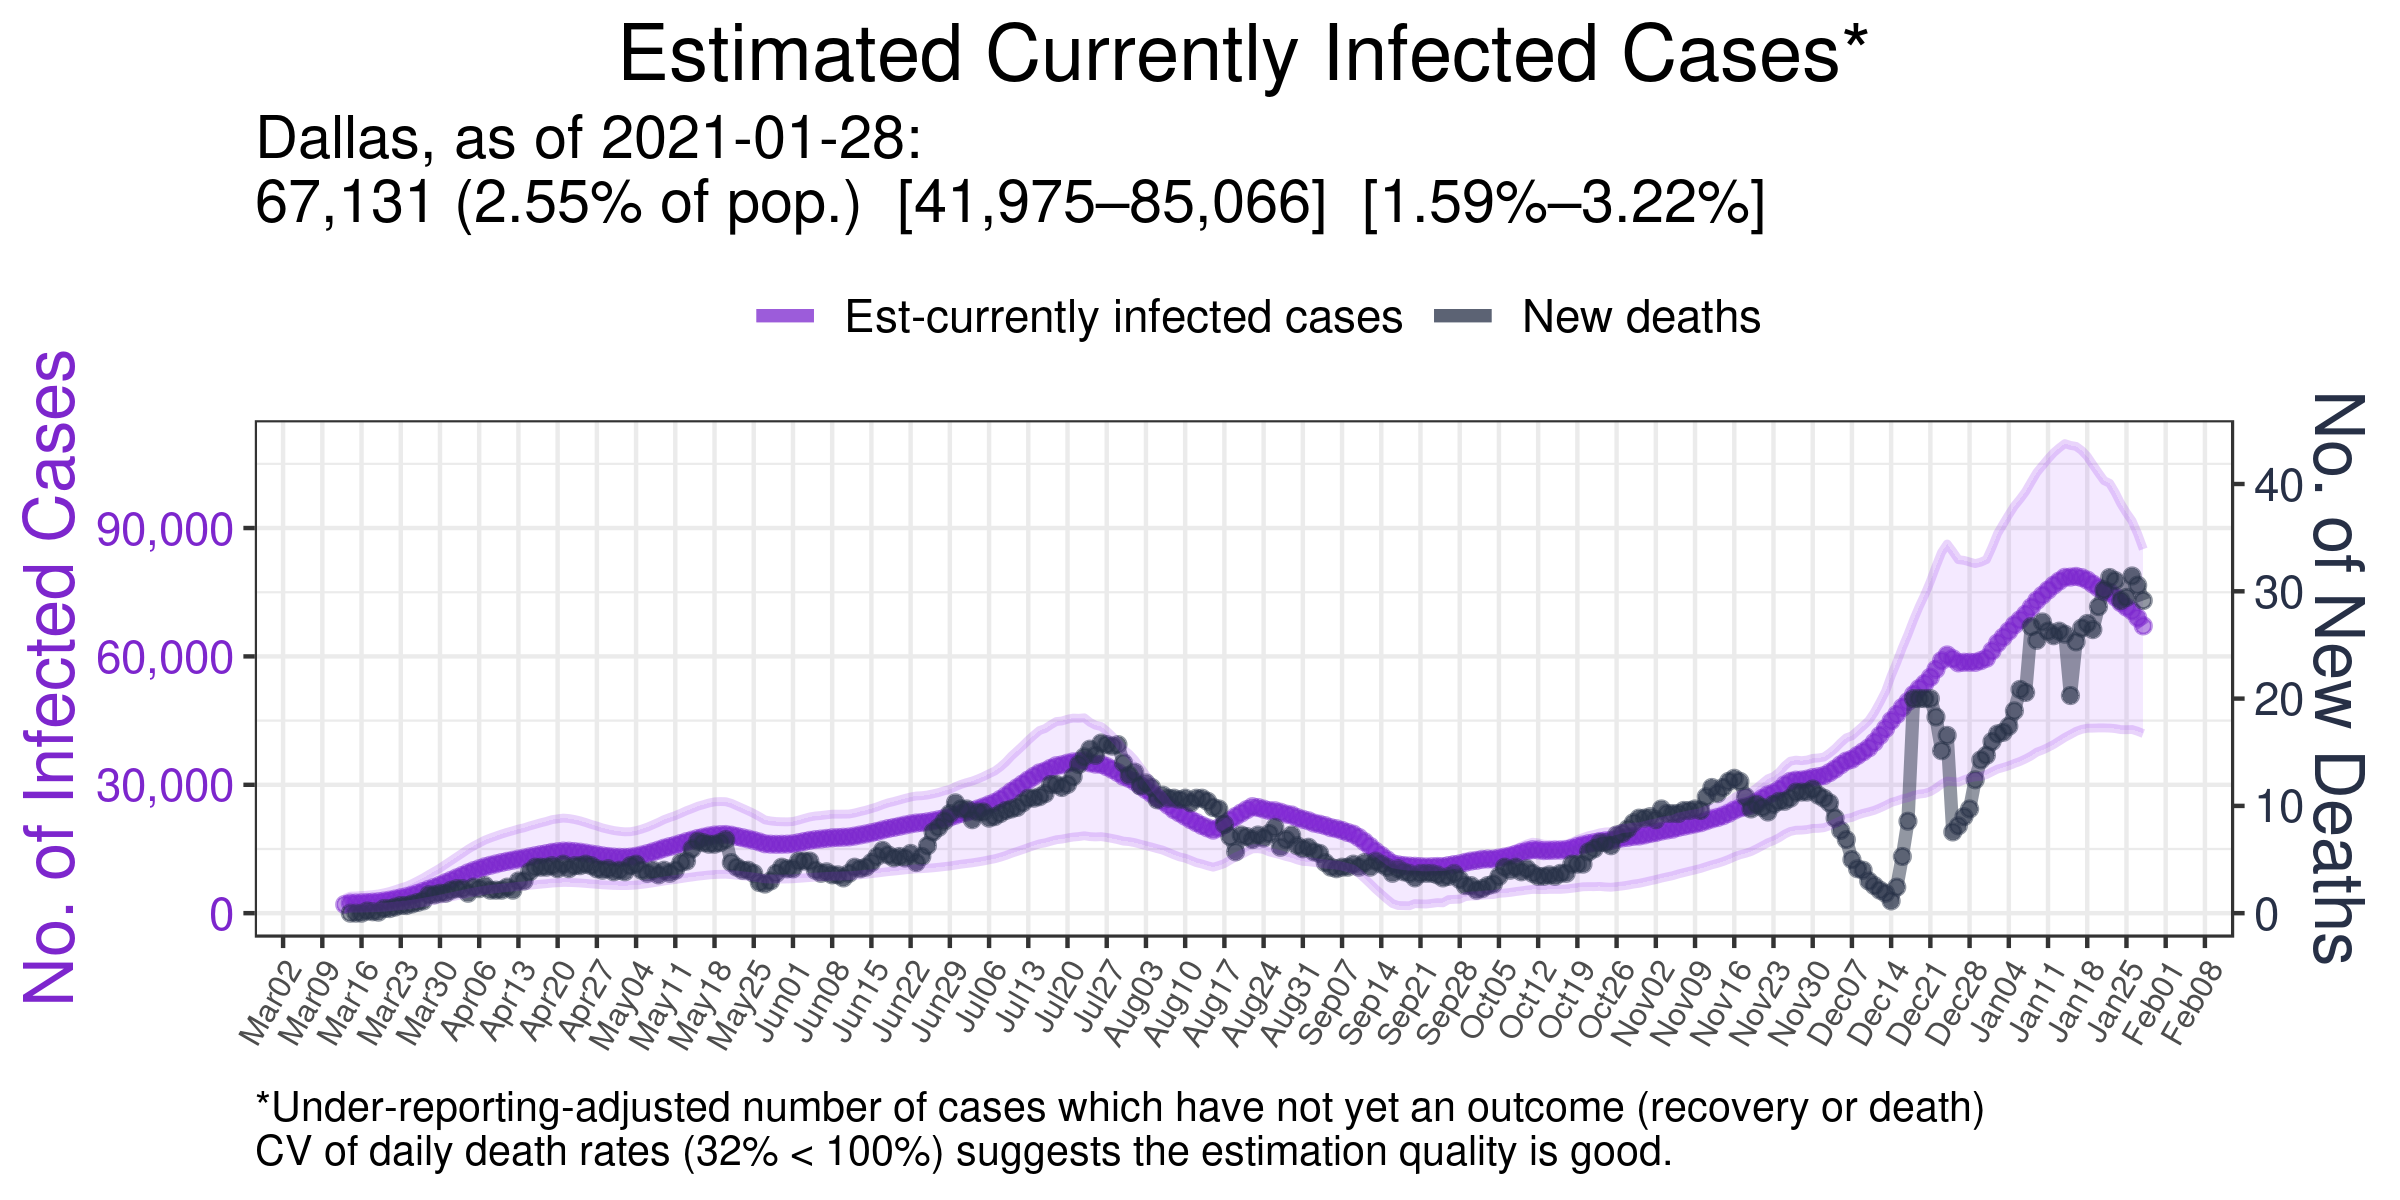 Estimated Currently Infected Cases*
Dallas, as of 2021-01-28:
67,131 (2.55% of pop.) [41,975–85,066] [1.59%–3.22%]
Est-currently infected cases
New deaths
No. of Infected Cases
90,000
60,000
30,000
0
40
30
20
10
0
No. of New Deaths
Mar02
Mar09
Mar16
Mar23
Mar30
Apr06
Apr13
Apr20
Apr27
May04
May11
May18
May25
Jun01
Jun08
Jun15
Jun22
Jun29
Jul06
Jul13
Jul20
Jul27
Aug03
Aug10
Aug17
Aug24
Aug31
Sep07
Sep14
Sep21
Sep28
Oct05
Oct12
Oct19
Oct26
Nov02
Nov09
Nov16
Nov23
Nov30
Dec07
Dec14
Dec21
Dec28
Jan04
Jan11
Jan18
Jan25
Feb01
Feb08
*Under-reporting-adjusted number of cases which have not yet an outcome (recovery or death)
CV of daily death rates (32% < 100%) suggests the estimation quality is good.